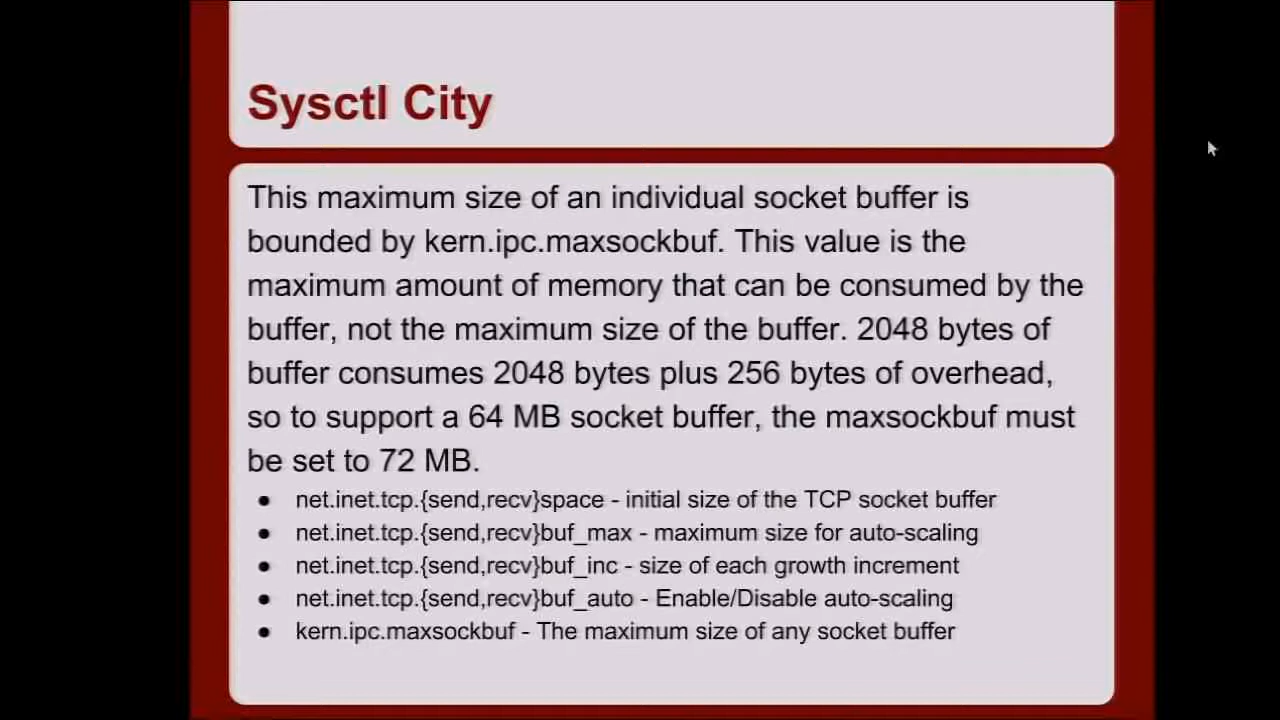 Sysctl City
This maximum size of an individual socket buffer is
bounded by kern.ipc.maxsockbuf. This value is the
maximum amount of memory that can be consumed by the
buffer, not the maximum size of the buffer. 2048 bytes of
buffer consumes 2048 bytes plus 256 bytes of overhead,
so to support a 64 MB socket buffer, the maxsockbuf must
be set to 72 MB.
● net.inet.tcp.{send,recv}space - initial size of the TCP socket buffer
● net.inet.tcp.{send,recv}buf_max - maximum size for auto-scaling
● net.inet.tcp.{send,recv}buf_inc - size of each growth increment
● net.inet.tcp.{send,recv}buf_auto - Enable/Disable auto-scaling
● kern.ipc.maxsockbuf - The maximum size of any socket buffer